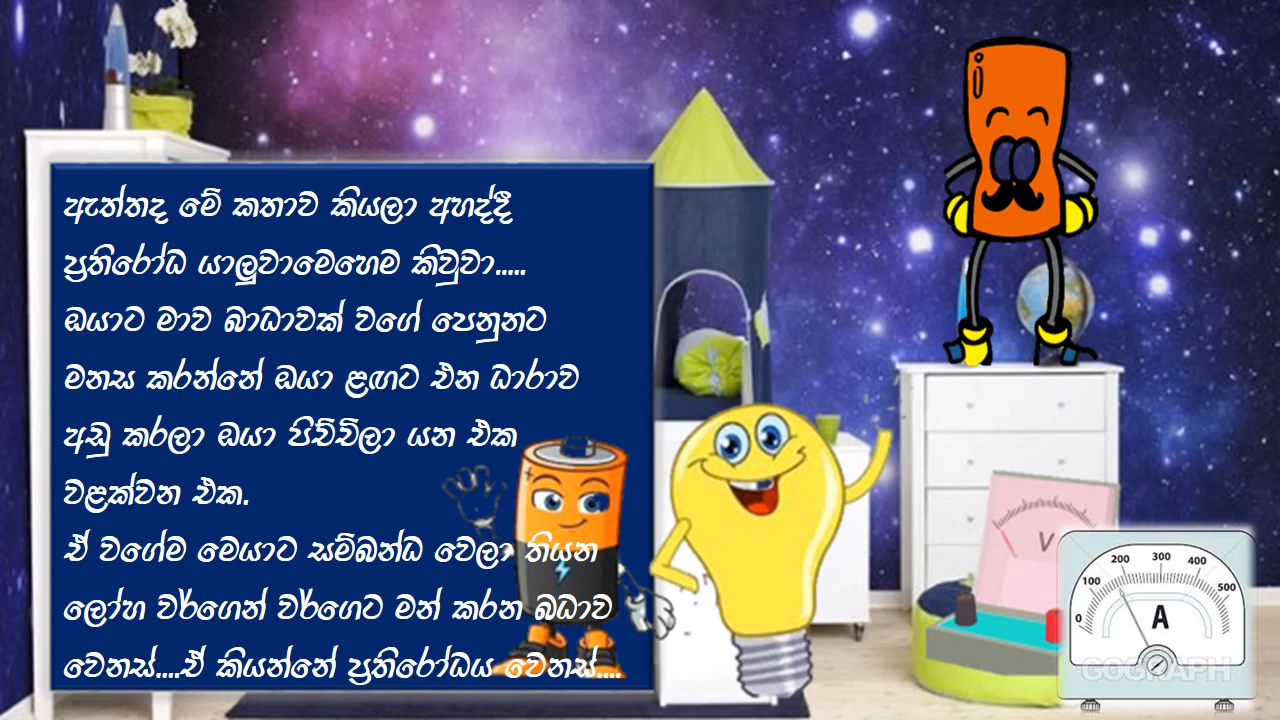 ඇත්තද මේ කතාව කියලා අහද්දී
ප්‍රතිරෝධ යාලුවාමෙහෙම කිවුවා.....
ඔයාට මාව බාධාවක් වගේ පෙනුනට
මනස කරන්නේ ඔයා ළඟට එන ධාරාව
අඩු කරලා ඔයා පිච්චිලා යන එක
වළක්වන එක.
ඒ වගේම මෙයාට සම්බන්ධ වෙලා තියන
ලෝහ වර්ගෙන් වර්ගෙට මන් කරන බධාව
වෙනස්....ඒ කියන්නේ ප්‍රතිරෝධය වෙනස්....
V
0 100 200 300 400 500
A
GOGRAPH